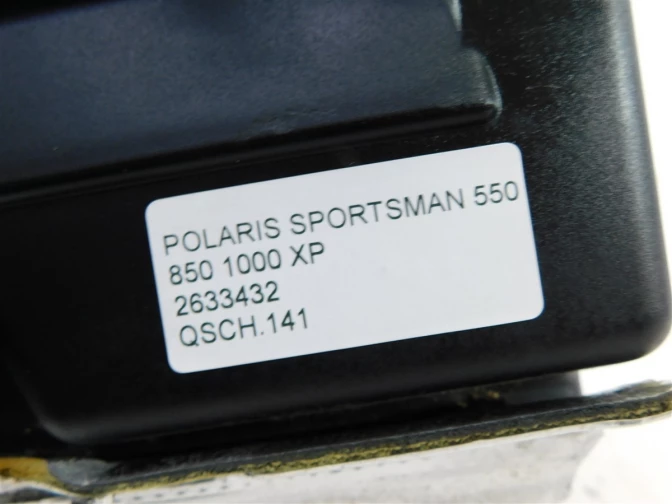 POLARIS SPORTSMAN 550
850 1000 XP
2633432
QSCH.141